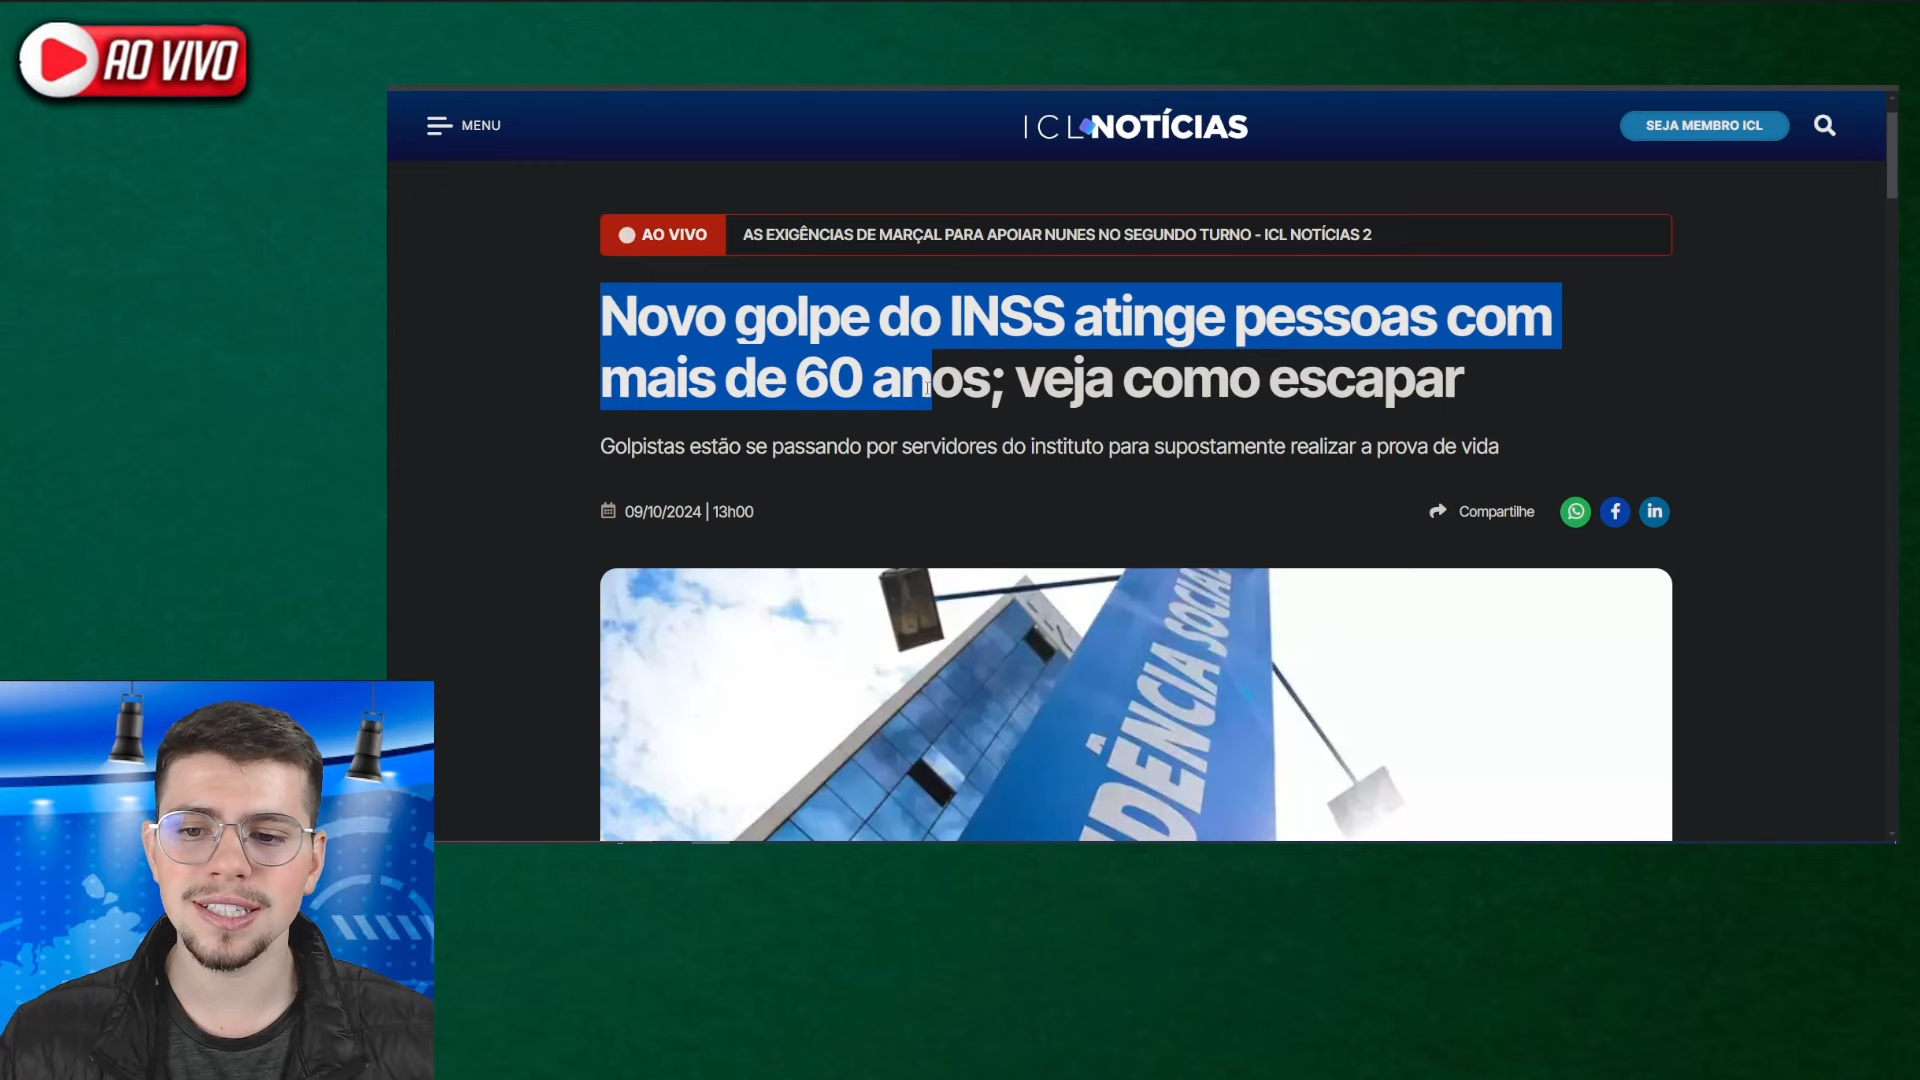 AO VIVO
MENU
ICL NOTÍCIAS
SEJA MEMBRO ICL
AO VIVO
AS EXIGÊNCIAS DE MARÇAL PARA APOIAR NUNES NO SEGUNDO TURNO - ICL NOTÍCIAS 2
Novo golpe do INSS atinge pessoas com
mais de 60 anos; veja como escapar
Golpistas estão se passando por servidores do instituto para supostamente realizar a prova de vida
09/10/2024 | 13h00
Compartilhe
DÊNCIA SOCIAL